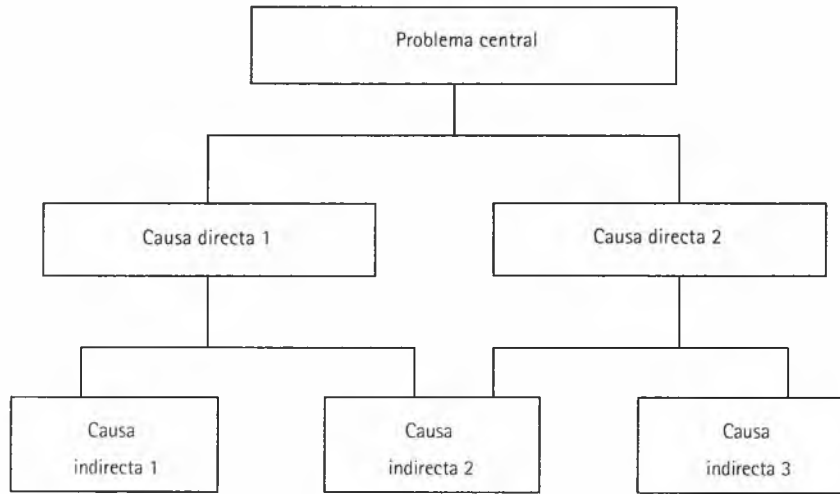 Problema central
Causa directa 1
Causa directa 2
Causa
indirecta 1
Causa
indirecta 2
Causa
indirecta 3